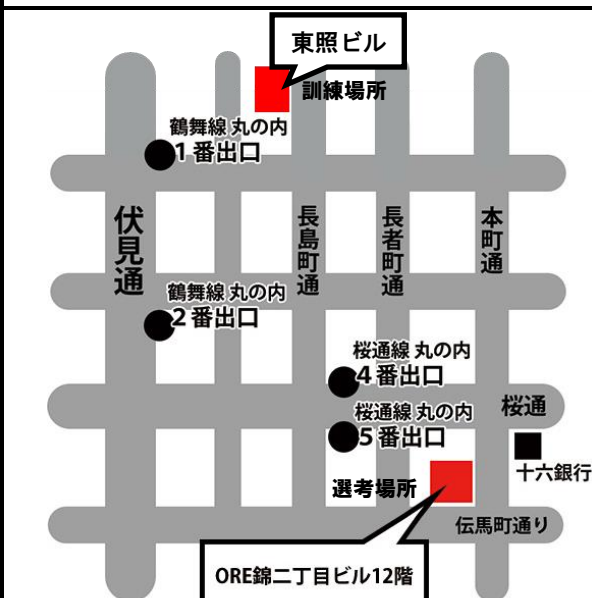 東照ビル
訓練場所
鶴舞線 丸の内
1番出口
伏見通
長島町通
長者町通
本町通
鶴舞線 丸の内
2番出口
桜通線 丸の内
4番出口
桜通
桜通線 丸の内
5番出口
十六銀行
選考場所
伝馬町通り
ORE錦二丁目ビル12階